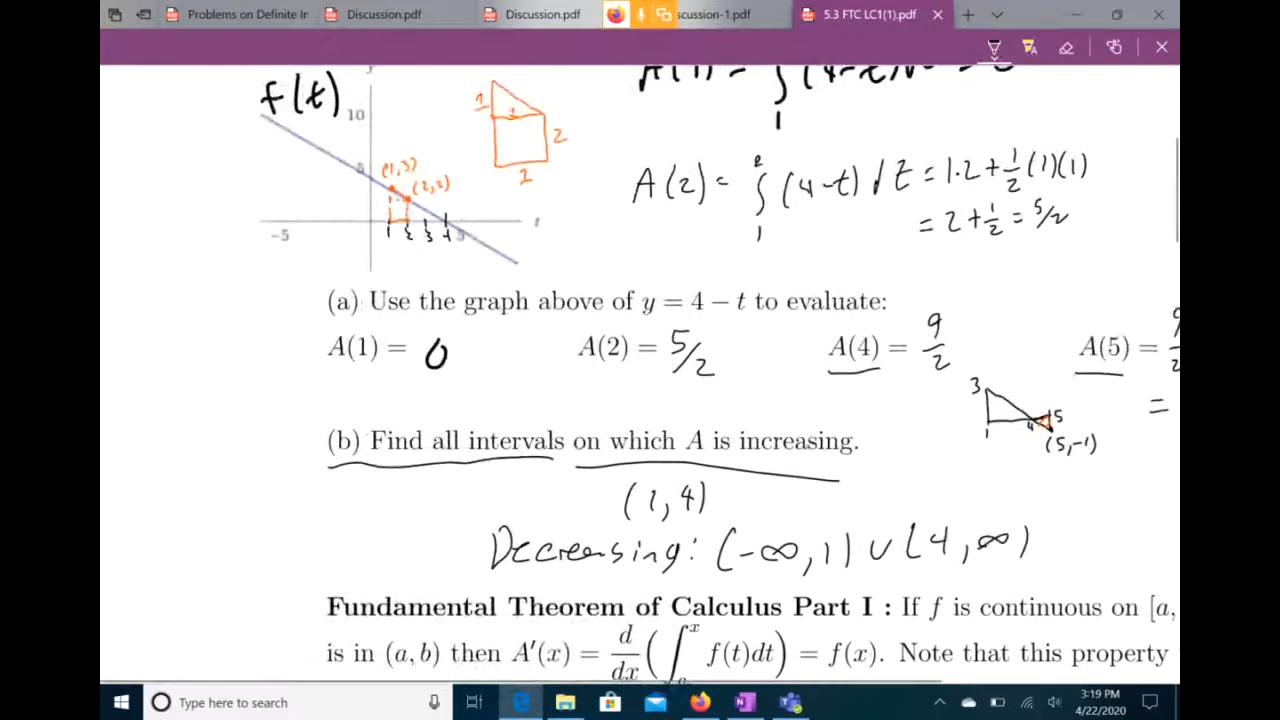 Problems on Definite In
Discussion.pdf
Discussion.pdf
scussion-1.pdf
5.3 FTC LC1(1).pdf
f(t)
10
5
-5
5
t
(1,3)
(2,2)
1 2 3 4
1
1
2
1
A(2) = ∫₁² (4-t) dt = 1·2 + 1/2 (1)(1)
= 2 + 1/2 = 5/2
(a) Use the graph above of y = 4 − t to evaluate:
A(1) = 0 A(2) = 5/2 A(4) = 9/2 A(5) =
3
1
4
5
(5,-1)
=
(b) Find all intervals on which A is increasing.
(1, 4)
Decreasing: (-∞, 1) ∪ (4, ∞)
Fundamental Theorem of Calculus Part I : If f is continuous on [a,
is in (a, b) then A′(x) = d/dx (∫ˣ f(t)dt) = f(x). Note that this property
Type here to search
3:19 PM
4/22/2020